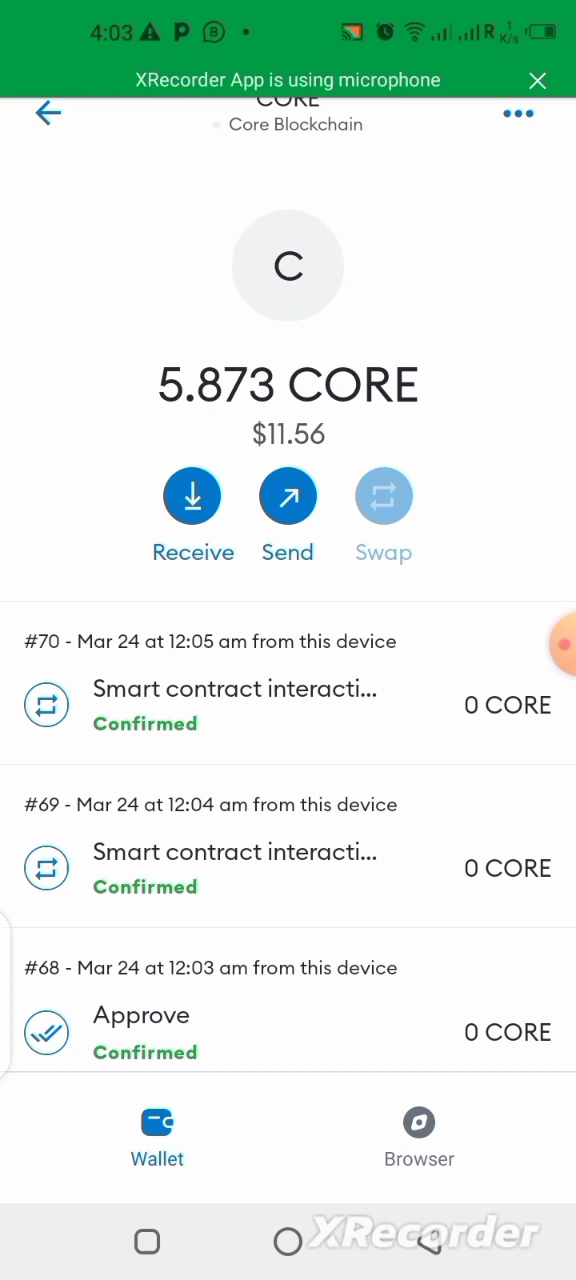 4:03 P B R 1 K/s
XRecorder App is using microphone
CORE
Core Blockchain
C
5.873 CORE
$11.56
Receive Send Swap
#70 - Mar 24 at 12:05 am from this device
Smart contract interacti... 0 CORE
Confirmed
#69 - Mar 24 at 12:04 am from this device
Smart contract interacti... 0 CORE
Confirmed
#68 - Mar 24 at 12:03 am from this device
Approve 0 CORE
Confirmed
Wallet Browser
XRecorder